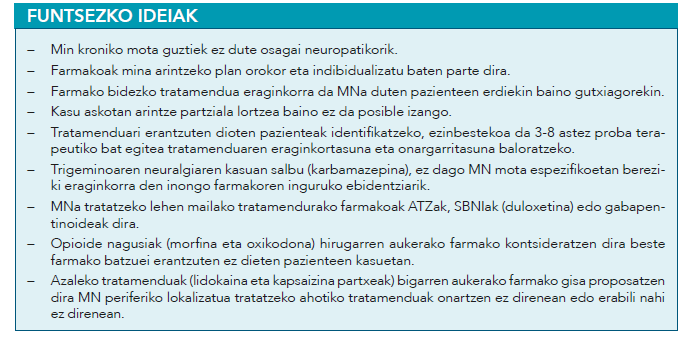 FUNTSEZKO IDEIAK
– Min kroniko mota guztiek ez dute osagai neuropatikorik.
– Farmakoak mina arintzeko plan orokor eta indibidualizatu baten parte dira.
– Farmako bidezko tratamendua eraginkorra da MNa duten pazienteen erdiekin baino gutxiagorekin.
– Kasu askotan arintze partziala lortzea baino ez da posible izango.
– Tratamenduari erantzuten dioten pazienteak identifikatzeko, ezinbestekoa da 3-8 astez proba tera-
peutiko bat egitea tratamenduaren eraginkortasuna eta onargarritasuna baloratzeko.
– Trigeminoaren neuralgiaren kasuan salbu (karbamazepina), ez dago MN mota espezifikoetan berezi-
ki eraginkorra den inongo farmakoren inguruko ebidentziarik.
– MNa tratatzeko lehen mailako tratamendurako farmakoak ATZak, SBNIak (duloxetina) edo gabapen-
tinoideak dira.
– Opioide nagusiak (morfina eta oxikodona) hirugarren aukerako farmako kontsideratzen dira beste
farmako batzuei erantzuten ez dieten pazienteen kasuetan.
– Azaleko tratamenduak (lidokaina eta kapsaizina partxeak) bigarren aukerako farmako gisa proposatzen
dira MN periferiko lokalizatua tratatzeko ahotiko tratamenduak onartzen ez direnean edo erabili nahi
ez direnean.